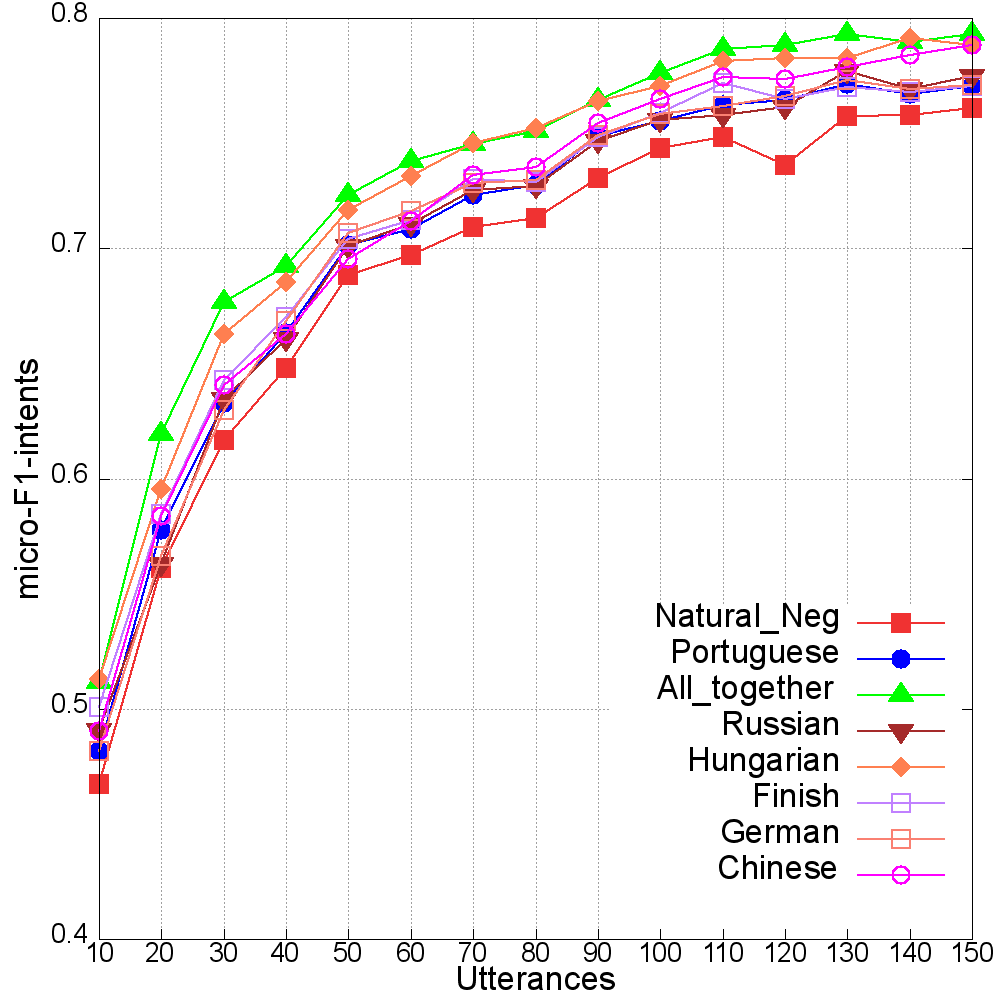 0.8
0.7
0.6
0.5
0.4
micro-F1-intents
Natural_Neg
Portuguese
All_together
Russian
Hungarian
Finish
German
Chinese
10 20 30 40 50 60 70 80 90 100 110 120 130 140 150
Utterances